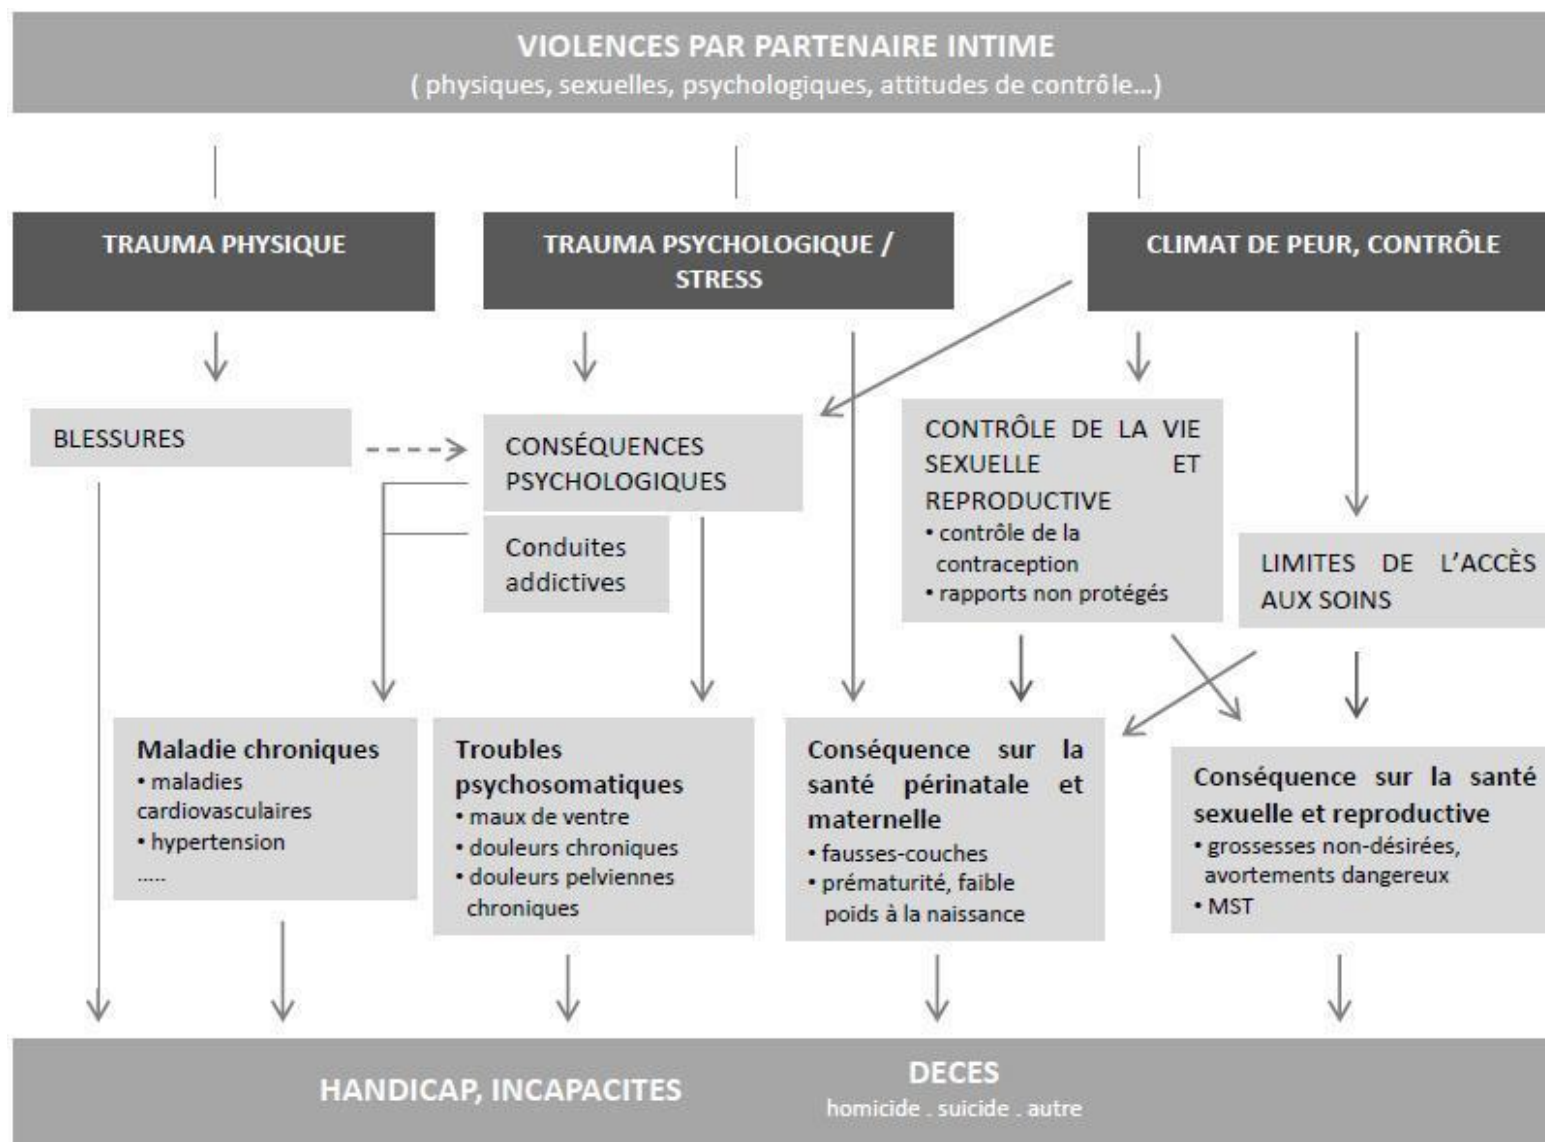 VIOLENCES PAR PARTENAIRE INTIME
( physiques, sexuelles, psychologiques, attitudes de contrôle…)
TRAUMA PHYSIQUE
TRAUMA PSYCHOLOGIQUE /
STRESS
CLIMAT DE PEUR, CONTRÔLE
BLESSURES
CONSÉQUENCES
PSYCHOLOGIQUES
Conduites
addictives
CONTRÔLE DE LA VIE
SEXUELLE ET
REPRODUCTIVE
• contrôle de la
contraception
• rapports non protégés
LIMITES DE L’ACCÈS
AUX SOINS
Maladie chroniques
• maladies
cardiovasculaires
• hypertension
.....
Troubles
psychosomatiques
• maux de ventre
• douleurs chroniques
• douleurs pelviennes
chroniques
Conséquence sur la
santé périnatale et
maternelle
• fausses-couches
• prématurité, faible
poids à la naissance
Conséquence sur la santé
sexuelle et reproductive
• grossesses non-désirées,
avortements dangereux
• MST
HANDICAP, INCAPACITES
DECES
homicide . suicide . autre